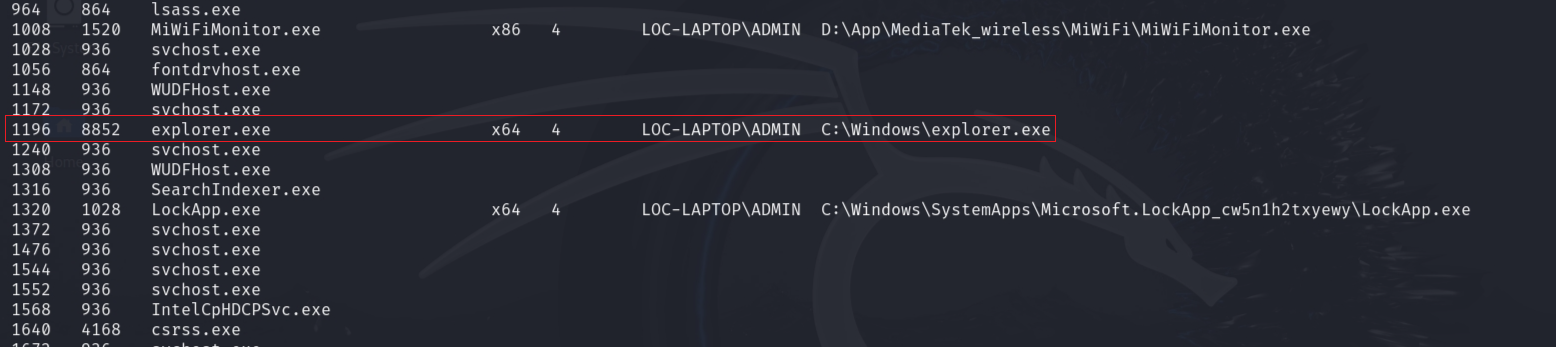 964 864 lsass.exe
1008 1520 MiWiFiMonitor.exe x86 4 LOC-LAPTOP\ADMIN D:\App\MediaTek_wireless\MiWiFi\MiWiFiMonitor.exe
1028 936 svchost.exe
1056 864 fontdrvhost.exe
1148 936 WUDFHost.exe
1172 936 svchost.exe
1196 8852 explorer.exe x64 4 LOC-LAPTOP\ADMIN C:\Windows\explorer.exe
1240 936 svchost.exe
1308 936 WUDFHost.exe
1316 936 SearchIndexer.exe
1320 1028 LockApp.exe x64 4 LOC-LAPTOP\ADMIN C:\Windows\SystemApps\Microsoft.LockApp_cw5n1h2txyewy\LockApp.exe
1372 936 svchost.exe
1476 936 svchost.exe
1544 936 svchost.exe
1552 936 svchost.exe
1568 936 IntelCpHDCPSvc.exe
1640 4168 csrss.exe